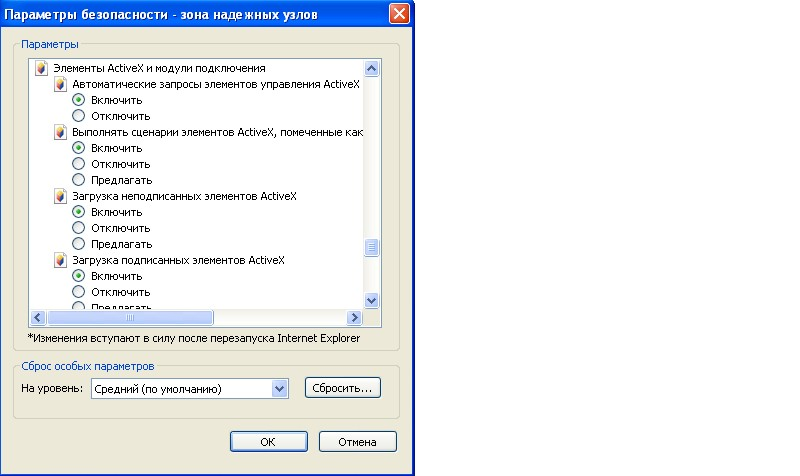 Параметры безопасности - зона надежных узлов
Параметры
Элементы ActiveX и модули подключения
Автоматические запросы элементов управления ActiveX
Включить
Отключить
Выполнять сценарии элементов ActiveX, помеченные как
Включить
Отключить
Предлагать
Загрузка неподписанных элементов ActiveX
Включить
Отключить
Предлагать
Загрузка подписанных элементов ActiveX
Включить
Отключить
Предлагать
*Изменения вступают в силу после перезапуска Internet Explorer
Сброс особых параметров
На уровень:
Средний (по умолчанию)
Сбросить...
ОК
Отмена